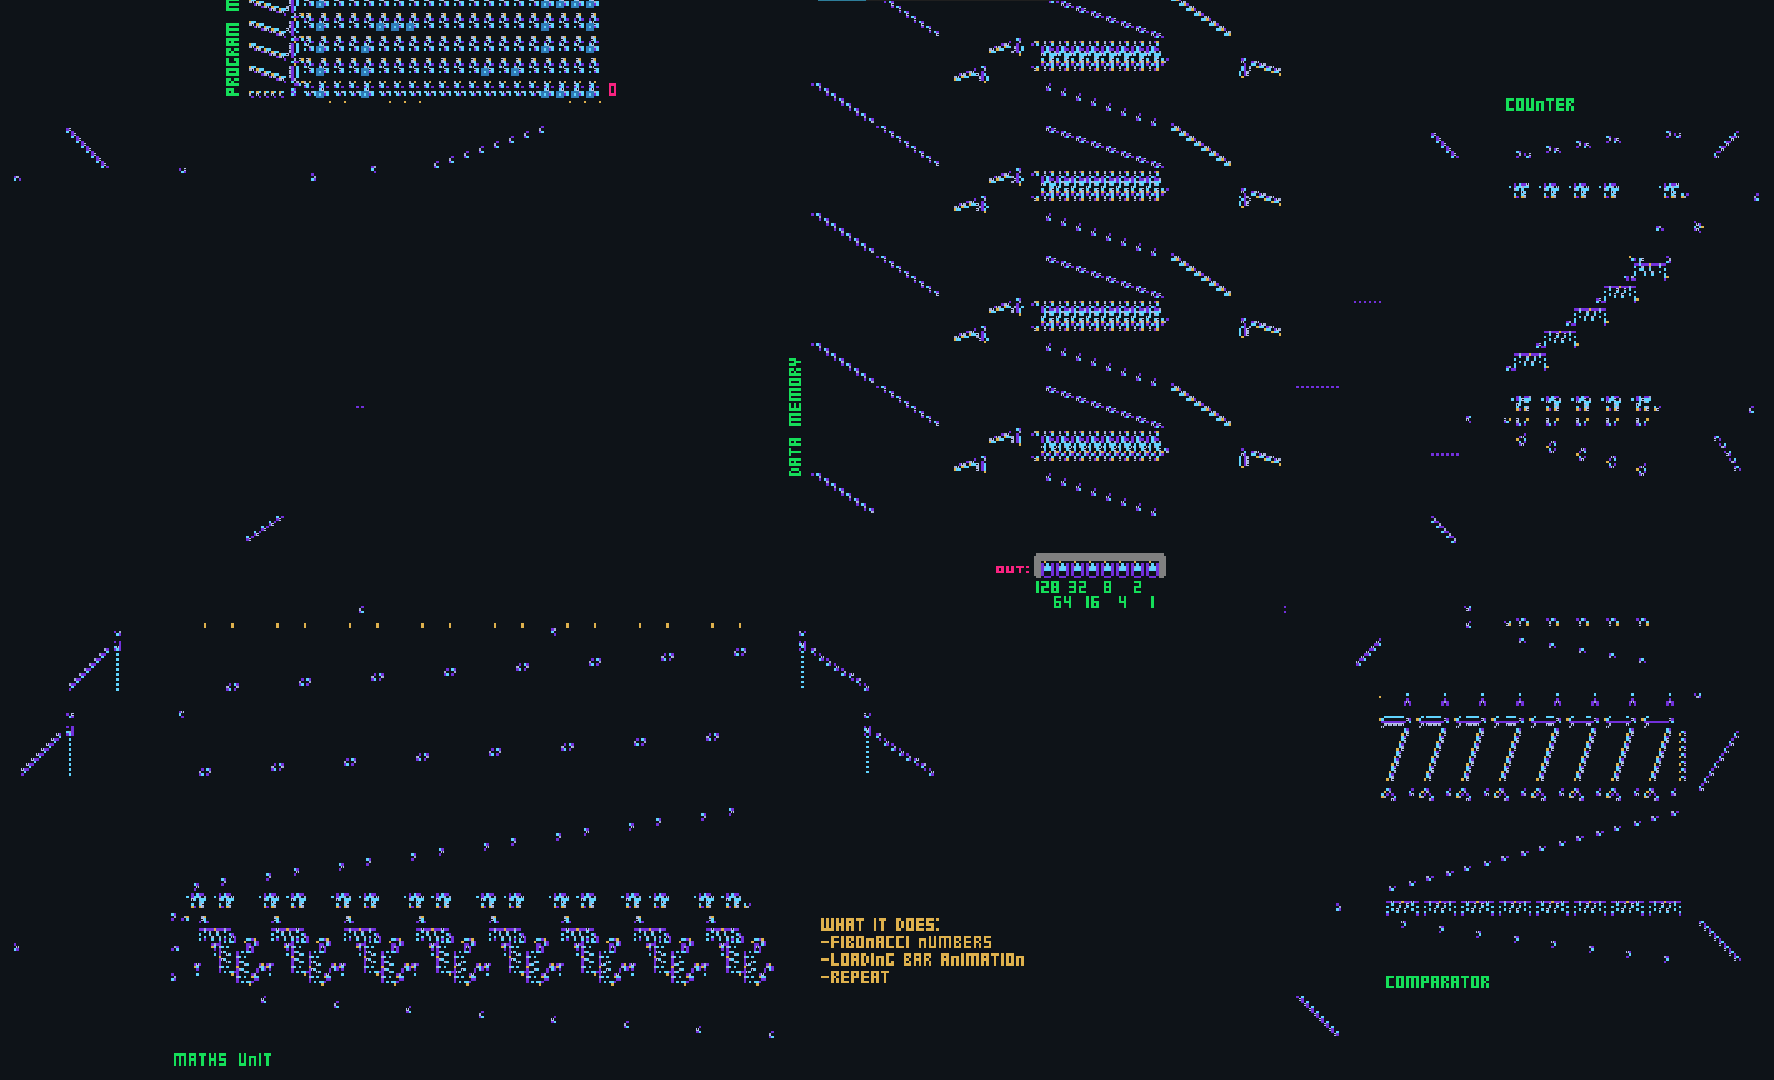 PROGRAM M
0
COUnTER
DATA MEMORY
OUT:
128 32 8 2
64 16 4 1
WHAT IT DOES:
-FIBOnACCI nUMBERS
-LOADInG BAR AnIMATIOn
-REPEAT
COMPARATOR
MATHS UnIT